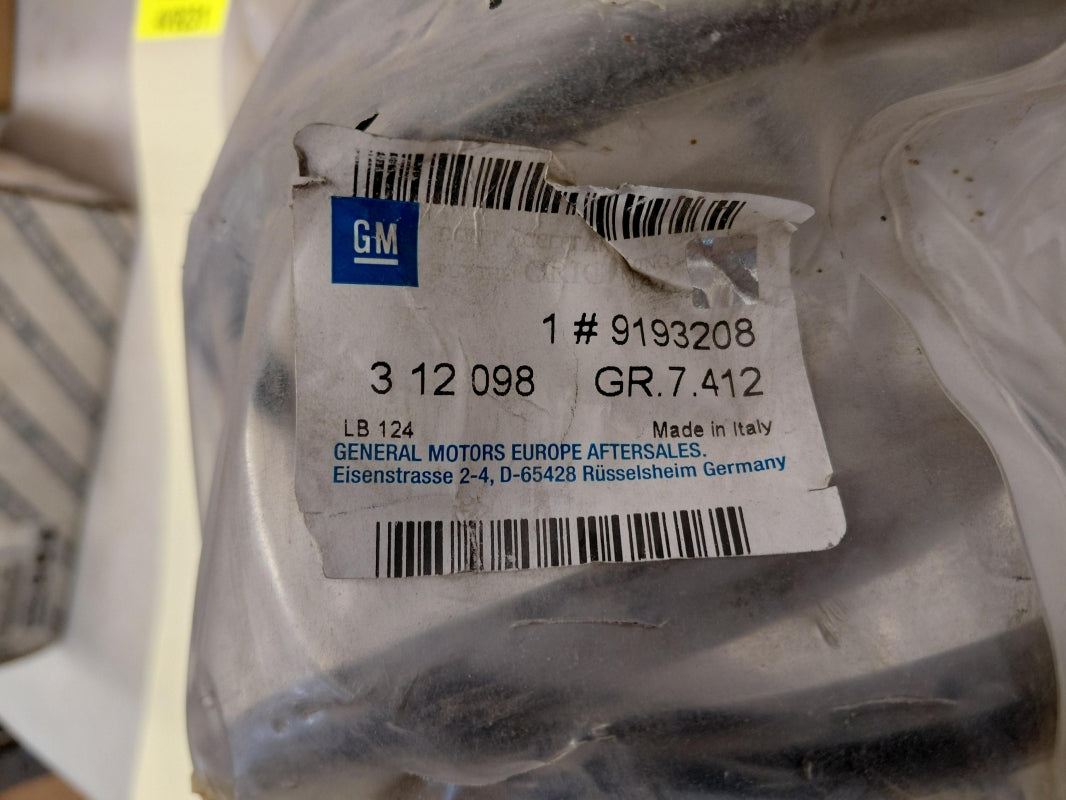 GM
1 # 9193208
3 12 098 GR.7.412
LB 124 Made in Italy
GENERAL MOTORS EUROPE AFTERSALES.
Eisenstrasse 2-4, D-65428 Rüsselsheim Germany